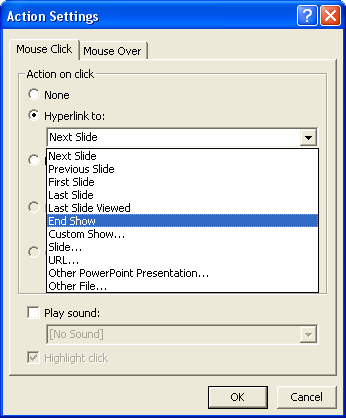 Action Settings
Mouse Click Mouse Over
Action on click
None
Hyperlink to:
Next Slide
Next Slide
Previous Slide
First Slide
Last Slide
Last Slide Viewed
End Show
Custom Show...
Slide...
URL...
Other PowerPoint Presentation...
Other File...
Play sound:
[No Sound]
Highlight click
OK Cancel